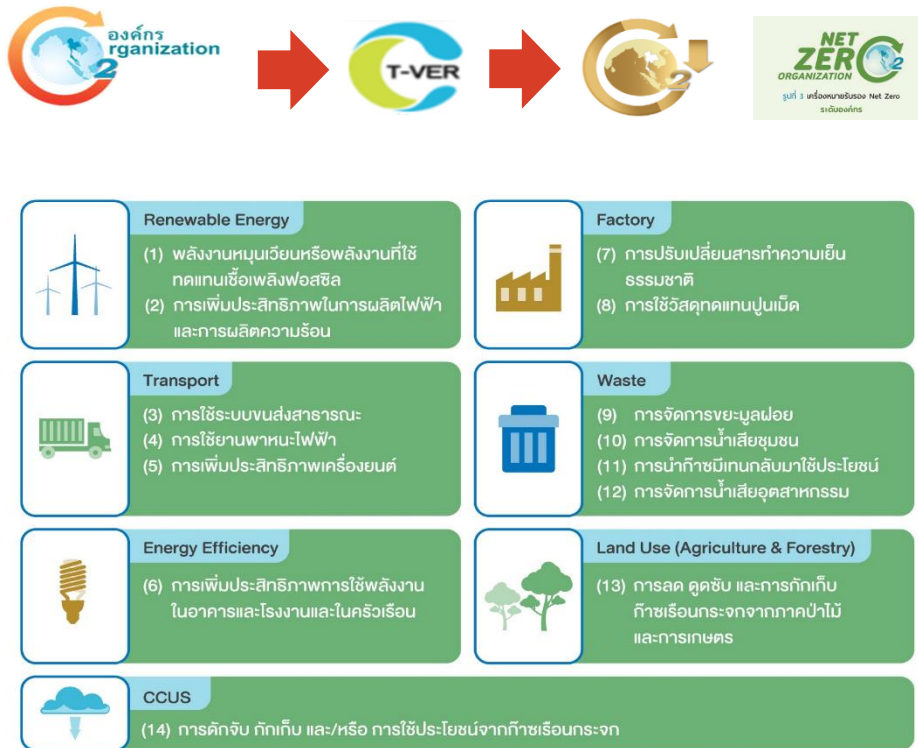 องค์กร
rganization
2
T-VER
2
NET
ZERO2
ORGANIZATION
รูปที่ 3 เครื่องหมายรับรอง Net Zero
ระดับองค์กร
Renewable Energy
(1) พลังงานหมุนเวียนหรือพลังงานที่ใช้
ทดแทนเชื้อเพลิงฟอสซิล
(2) การเพิ่มประสิทธิภาพในการผลิตไฟฟ้า
และการผลิตความร้อน
Factory
(7) การปรับเปลี่ยนสารทำความเย็น
ธรรมชาติ
(8) การใช้วัสดุทดแทนปูนเม็ด
Transport
(3) การใช้ระบบขนส่งสาธารณะ
(4) การใช้ยานพาหนะไฟฟ้า
(5) การเพิ่มประสิทธิภาพเครื่องยนต์
Waste
(9) การจัดการขยะมูลฝอย
(10) การจัดการน้ำเสียชุมชน
(11) การนำก๊าซมีเทนกลับมาใช้ประโยชน์
(12) การจัดการน้ำเสียอุตสาหกรรม
Energy Efficiency
(6) การเพิ่มประสิทธิภาพการใช้พลังงาน
ในอาคารและโรงงานและในครัวเรือน
Land Use (Agriculture & Forestry)
(13) การลด ดูดซับ และการกักเก็บ
ก๊าซเรือนกระจกจากภาคป่าไม้
และการเกษตร
CCUS
(14) การดักจับ กักเก็บ และ/หรือ การใช้ประโยชน์จากก๊าซเรือนกระจก